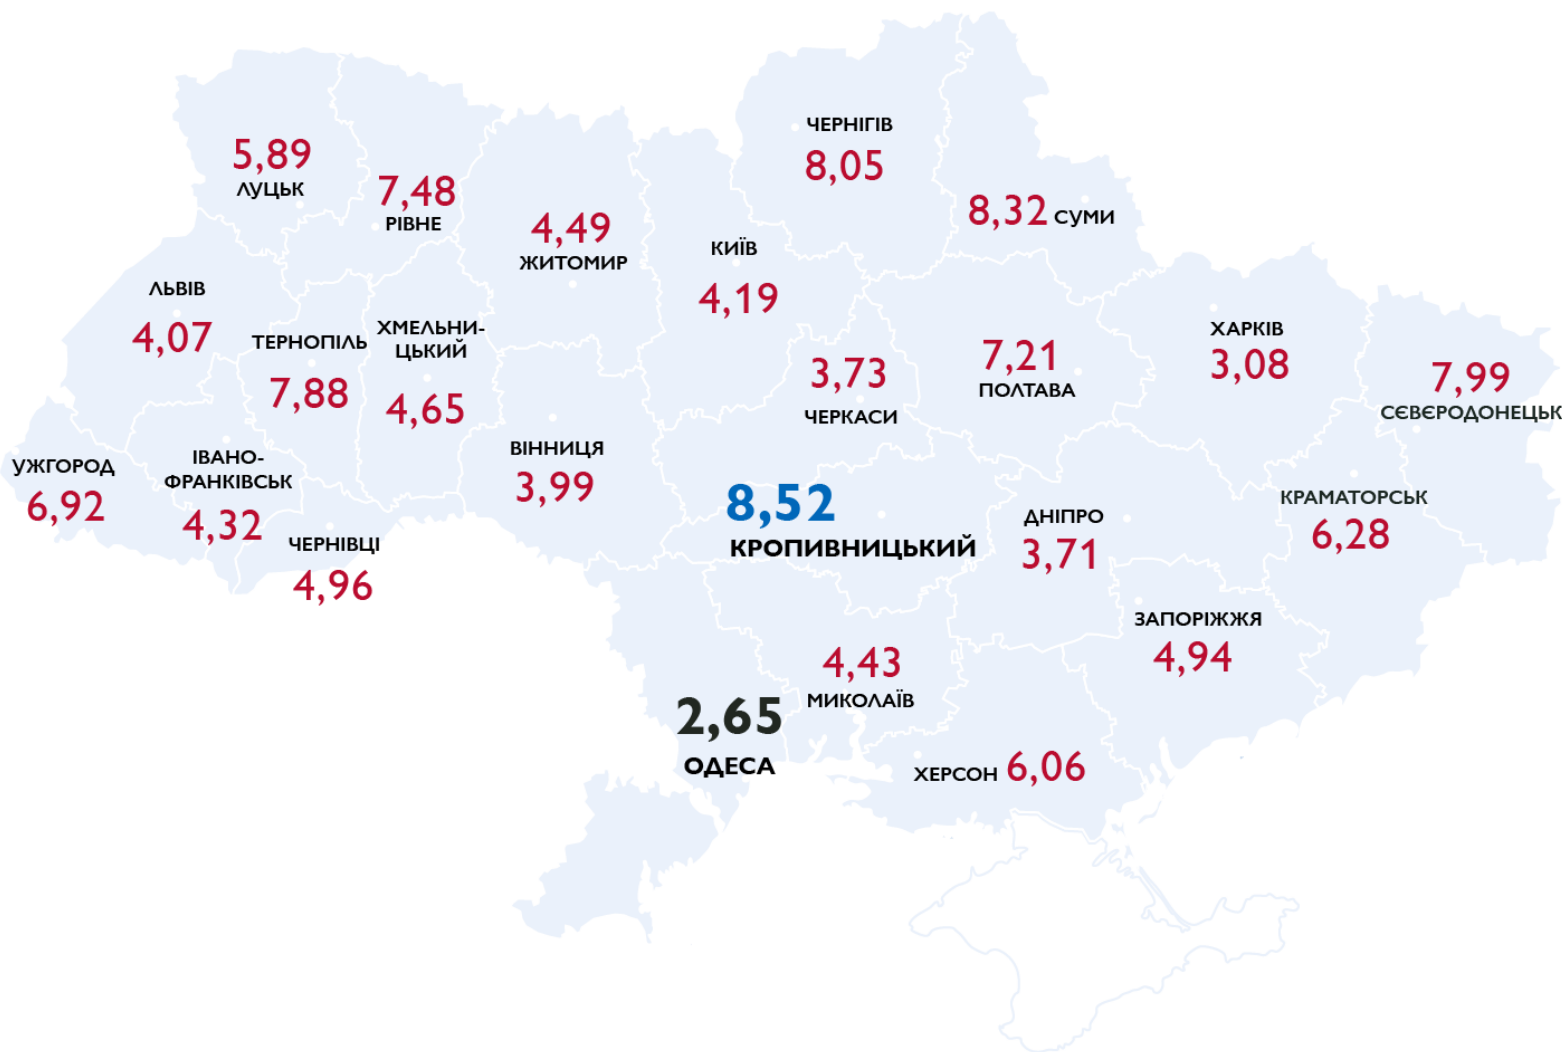 ЧЕРНІГІВ
8,05
5,89
ЛУЦЬК
7,48
РІВНЕ
8,32 СУМИ
4,49
ЖИТОМИР
КИЇВ
4,19
ЛЬВІВ
4,07
ТЕРНОПІЛЬ
7,88
ХМЕЛЬНИ-
ЦЬКИЙ
4,65
3,73
ЧЕРКАСИ
7,21
ПОЛТАВА
ХАРКІВ
3,08
7,99
СЄВЄРОДОНЕЦЬК
УЖГОРОД
6,92
ІВАНО-
ФРАНКІВСЬК
4,32
ЧЕРНІВЦІ
4,96
ВІННИЦЯ
3,99
8,52
КРОПИВНИЦЬКИЙ
ДНІПРО
3,71
КРАМАТОРСЬК
6,28
ЗАПОРІЖЖЯ
4,94
4,43
МИКОЛАЇВ
2,65
ОДЕСА
ХЕРСОН 6,06